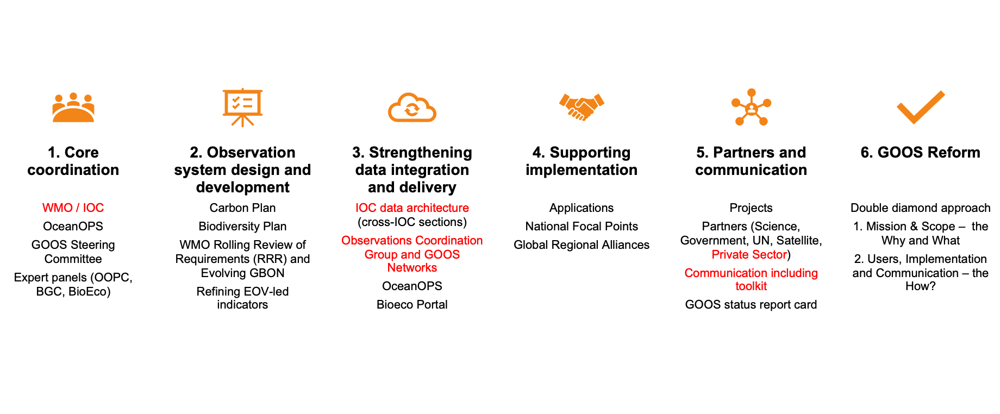 1. Core
coordination
WMO / IOC
OceanOPS
GOOS Steering
Committee
Expert panels (OOPC,
BGC, BioEco)
2. Observation
system design and
development
Carbon Plan
Biodiversity Plan
WMO Rolling Review of
Requirements (RRR) and
Evolving GBON
Refining EOV-led
indicators
3. Strengthening
data integration
and delivery
IOC data architecture
(cross-IOC sections)
Observations Coordination
Group and GOOS
Networks
OceanOPS
Bioeco Portal
4. Supporting
implementation
Applications
National Focal Points
Global Regional Alliances
5. Partners and
communication
Projects
Partners (Science,
Government, UN, Satellite,
Private Sector)
Communication including
toolkit
GOOS status report card
6. GOOS Reform
Double diamond approach
1. Mission & Scope –  the
Why and What
2. Users, Implementation
and Communication – the
How?